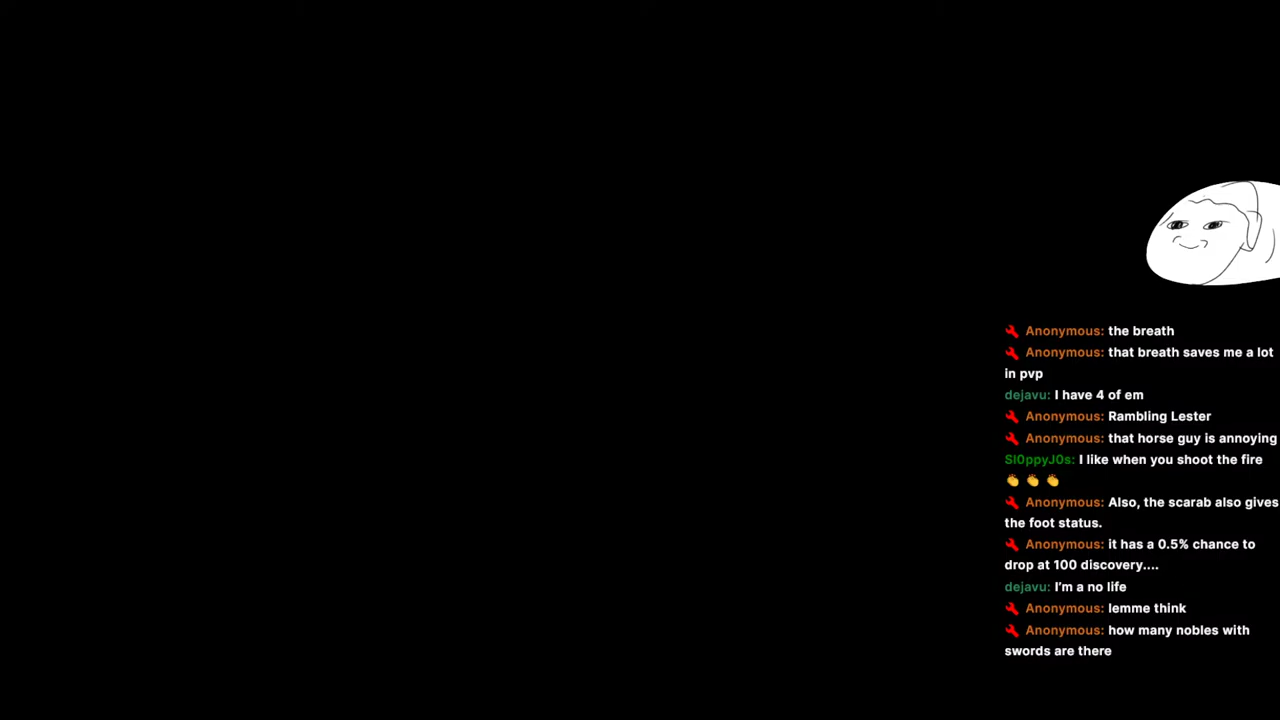 Anonymous: the breath
Anonymous: that breath saves me a lot
in pvp
dejavu: I have 4 of em
Anonymous: Rambling Lester
Anonymous: that horse guy is annoying
Sl0ppyJ0s: I like when you shoot the fire
👏 👏 👏
Anonymous: Also, the scarab also gives
the foot status.
Anonymous: it has a 0.5% chance to
drop at 100 discovery....
dejavu: I'm a no life
Anonymous: lemme think
Anonymous: how many nobles with
swords are there